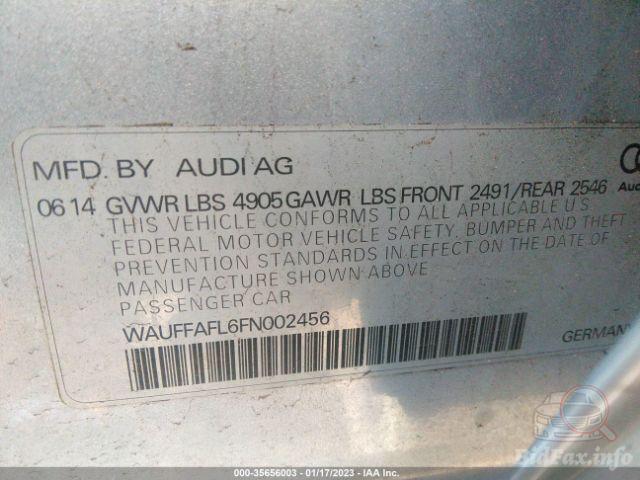 MFD. BY AUDI AG
06 14 GVWR LBS 4905 GAWR LBS FRONT 2491/REAR 2546
THIS VEHICLE CONFORMS TO ALL APPLICABLE U S
FEDERAL MOTOR VEHICLE SAFETY, BUMPER AND THEFT
PREVENTION STANDARDS IN EFFECT ON THE DATE OF
MANUFACTURE SHOWN ABOVE
PASSENGER CAR
WAUFFAFL6FN002456
GERMAN
BidFax.info
000-35656003 - 01/17/2023 - IAA Inc.